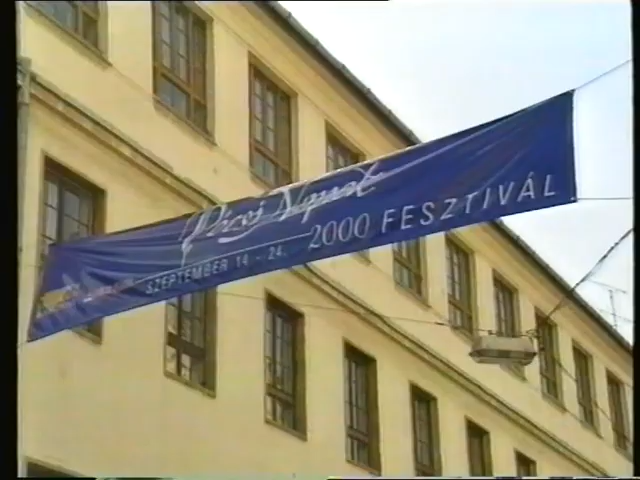 Pécsi Napok
2000 FESZTIVÁL
SZEPTEMBER 14 - 24.